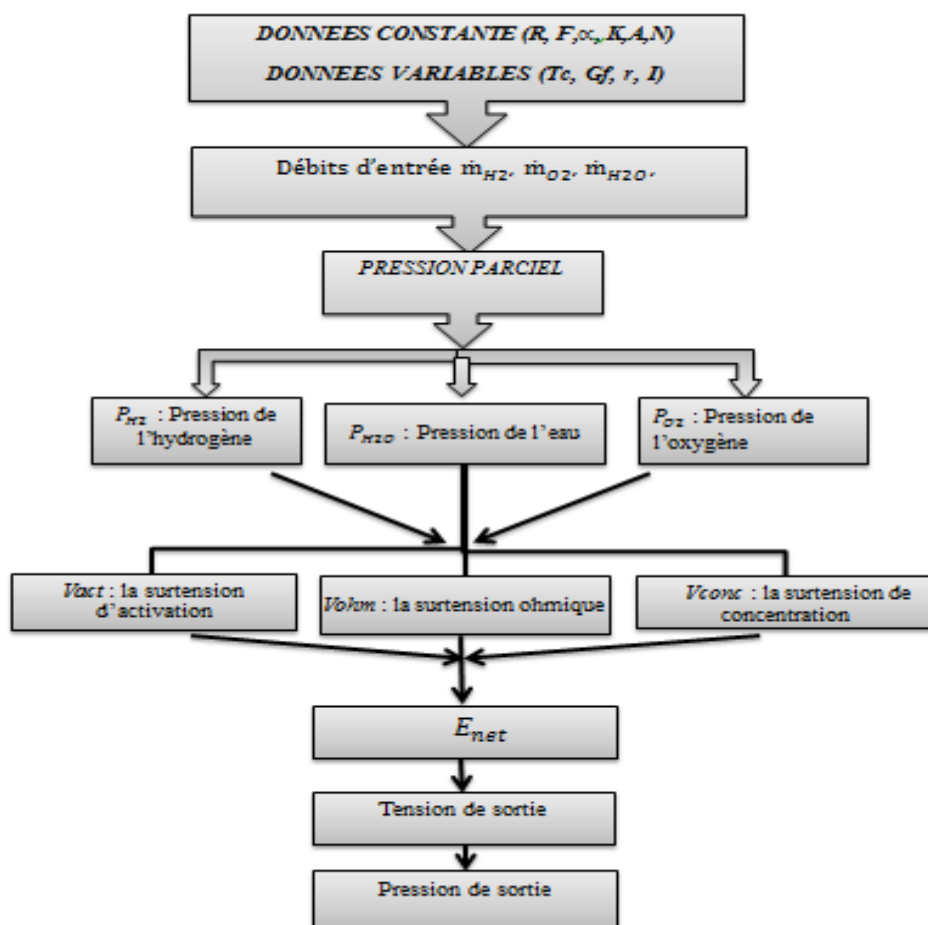 DONNEES CONSTANTE (R, F,∝,,K,A,N)
DONNEES VARIABLES (Tc, Gf, r, I)
Débits d'entrée ṁH2, ṁO2, ṁH2O,
PRESSION PARCIEL
PH2 : Pression de
l'hydrogène
PH2O : Pression de l'eau
PO2 : Pression de
l'oxygène
Vact : la surtension
d'activation
Vohm : la surtension ohmique
Vconc : la surtension de
concentration
Enet
Tension de sortie
Pression de sortie